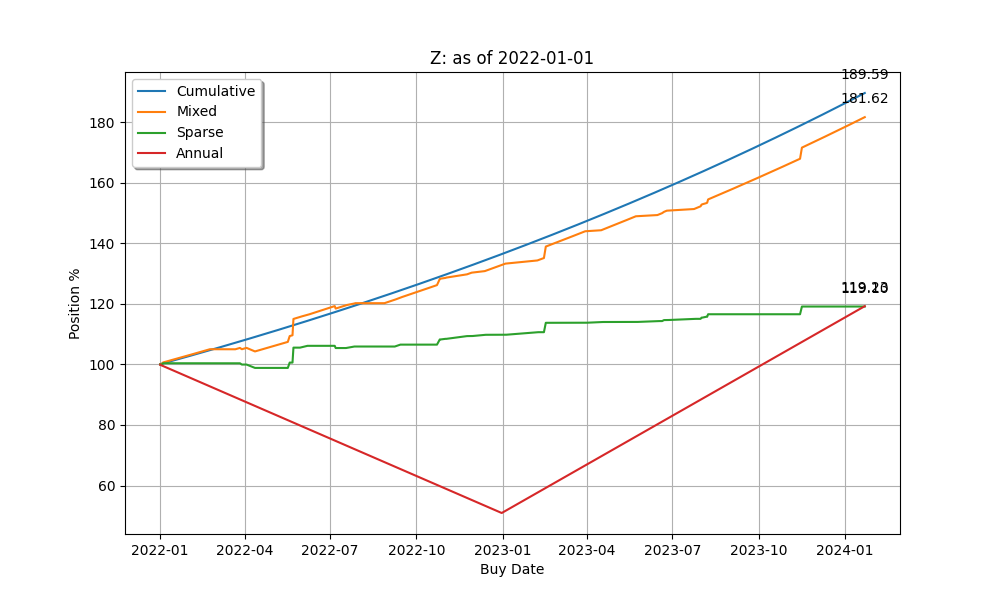 Z: as of 2022-01-01
Cumulative
Mixed
Sparse
Annual
189.59
181.62
180
160
140
120
100
80
60
Position %
2022-01 2022-04 2022-07 2022-10 2023-01 2023-04 2023-07 2023-10 2024-01
Buy Date